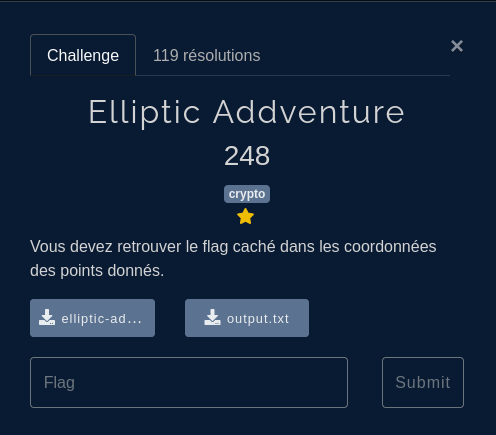 Challenge
119 résolutions
×
Elliptic Addventure
248
crypto
Vous devez retrouver le flag caché dans les coordonnées
des points donnés.
elliptic-ad...
output.txt
Flag
Submit